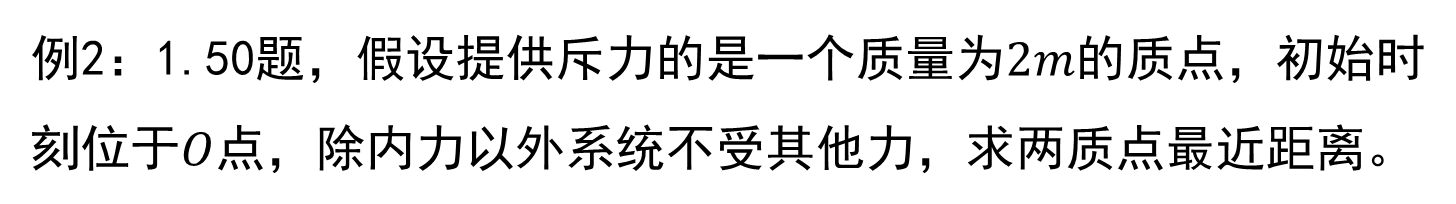 例2：1.50题，假设提供斥力的是一个质量为2m的质点，初始时
刻位于O点，除内力以外系统不受其他力，求两质点最近距离。